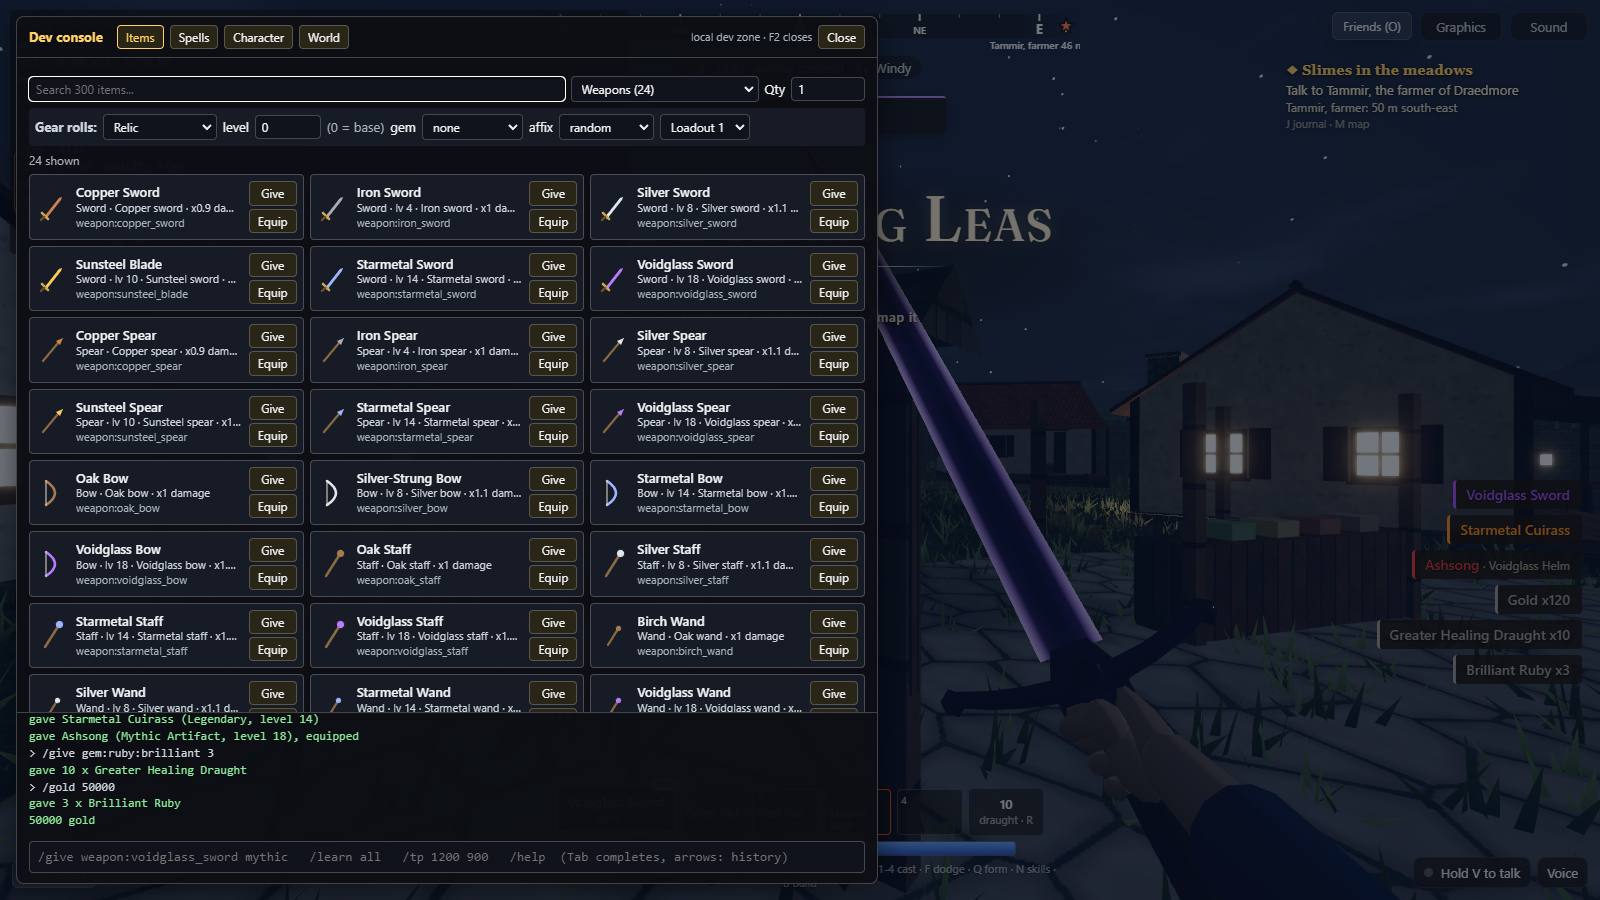 Dev console
Items
Spells
Character
World
local dev zone · F2 closes
Close
Search 300 items...
Weapons (24)
Qty
1
Gear rolls:
Relic
level
0
(0 = base)
gem
none
affix
random
Loadout 1
24 shown
Copper Sword
Sword · Copper sword · x0.9 da...
weapon:copper_sword
Give
Equip
Iron Sword
Sword · lv 4 · Iron sword · x1 da...
weapon:iron_sword
Give
Equip
Silver Sword
Sword · lv 8 · Silver sword · x1.1 ...
weapon:silver_sword
Give
Equip
Sunsteel Blade
Sword · lv 10 · Sunsteel sword · ...
weapon:sunsteel_blade
Give
Equip
Starmetal Sword
Sword · lv 14 · Starmetal sword · ...
weapon:starmetal_sword
Give
Equip
Voidglass Sword
Sword · lv 18 · Voidglass sword · ...
weapon:voidglass_sword
Give
Equip
Copper Spear
Spear · Copper spear · x0.9 dam...
weapon:copper_spear
Give
Equip
Iron Spear
Spear · lv 4 · Iron spear · x1 dam...
weapon:iron_spear
Give
Equip
Silver Spear
Spear · lv 8 · Silver spear · x1.1 d...
weapon:silver_spear
Give
Equip
Sunsteel Spear
Spear · lv 10 · Sunsteel spear · x1...
weapon:sunsteel_spear
Give
Equip
Starmetal Spear
Spear · lv 14 · Starmetal spear · x...
weapon:starmetal_spear
Give
Equip
Voidglass Spear
Spear · lv 18 · Voidglass spear · x...
weapon:voidglass_spear
Give
Equip
Oak Bow
Bow · Oak bow · x1 damage
weapon:oak_bow
Give
Equip
Silver-Strung Bow
Bow · lv 8 · Silver bow · x1.1 dam...
weapon:silver_bow
Give
Equip
Starmetal Bow
Bow · lv 14 · Starmetal bow · x1....
weapon:starmetal_bow
Give
Equip
Voidglass Bow
Bow · lv 18 · Voidglass bow · x1....
weapon:voidglass_bow
Give
Equip
Oak Staff
Staff · Oak staff · x1 damage
weapon:oak_staff
Give
Equip
Silver Staff
Staff · lv 8 · Silver staff · x1.1 da...
weapon:silver_staff
Give
Equip
Starmetal Staff
Staff · lv 14 · Starmetal staff · x1....
weapon:starmetal_staff
Give
Equip
Voidglass Staff
Staff · lv 18 · Voidglass staff · x1....
weapon:voidglass_staff
Give
Equip
Birch Wand
Wand · Oak wand · x1 damage
weapon:birch_wand
Give
Equip
Silver Wand
Wand · lv 8 · Silver wand · x1.1 d...
Give
Starmetal Wand
Wand · lv 14 · Starmetal wand · x...
Give
Voidglass Wand
Wand · lv 18 · Voidglass wand · x...
Give
gave Starmetal Cuirass (Legendary, level 14)
gave Ashsong (Mythic Artifact, level 18), equipped
> /give gem:ruby:brilliant 3
gave 10 x Greater Healing Draught
> /gold 50000
gave 3 x Brilliant Ruby
50000 gold
/give weapon:voidglass_sword mythic /learn all /tp 1200 900 /help (Tab completes, arrows: history)
NE
E
Tammir, farmer 46 m
Windy
G LEAS
map it
Friends (O)
Graphics
Sound
◆ Slimes in the meadows
Talk to Tammir, the farmer of Draedmore
Tammir, farmer: 50 m south-east
J journal · M map
Voidglass Sword
Starmetal Cuirass
Ashsong · Voidglass Helm
Gold x120
Greater Healing Draught x10
Brilliant Ruby x3
4
10
draught · R
1-4 cast · F dodge · Q form · N skills ·
Hold V to talk
Voice